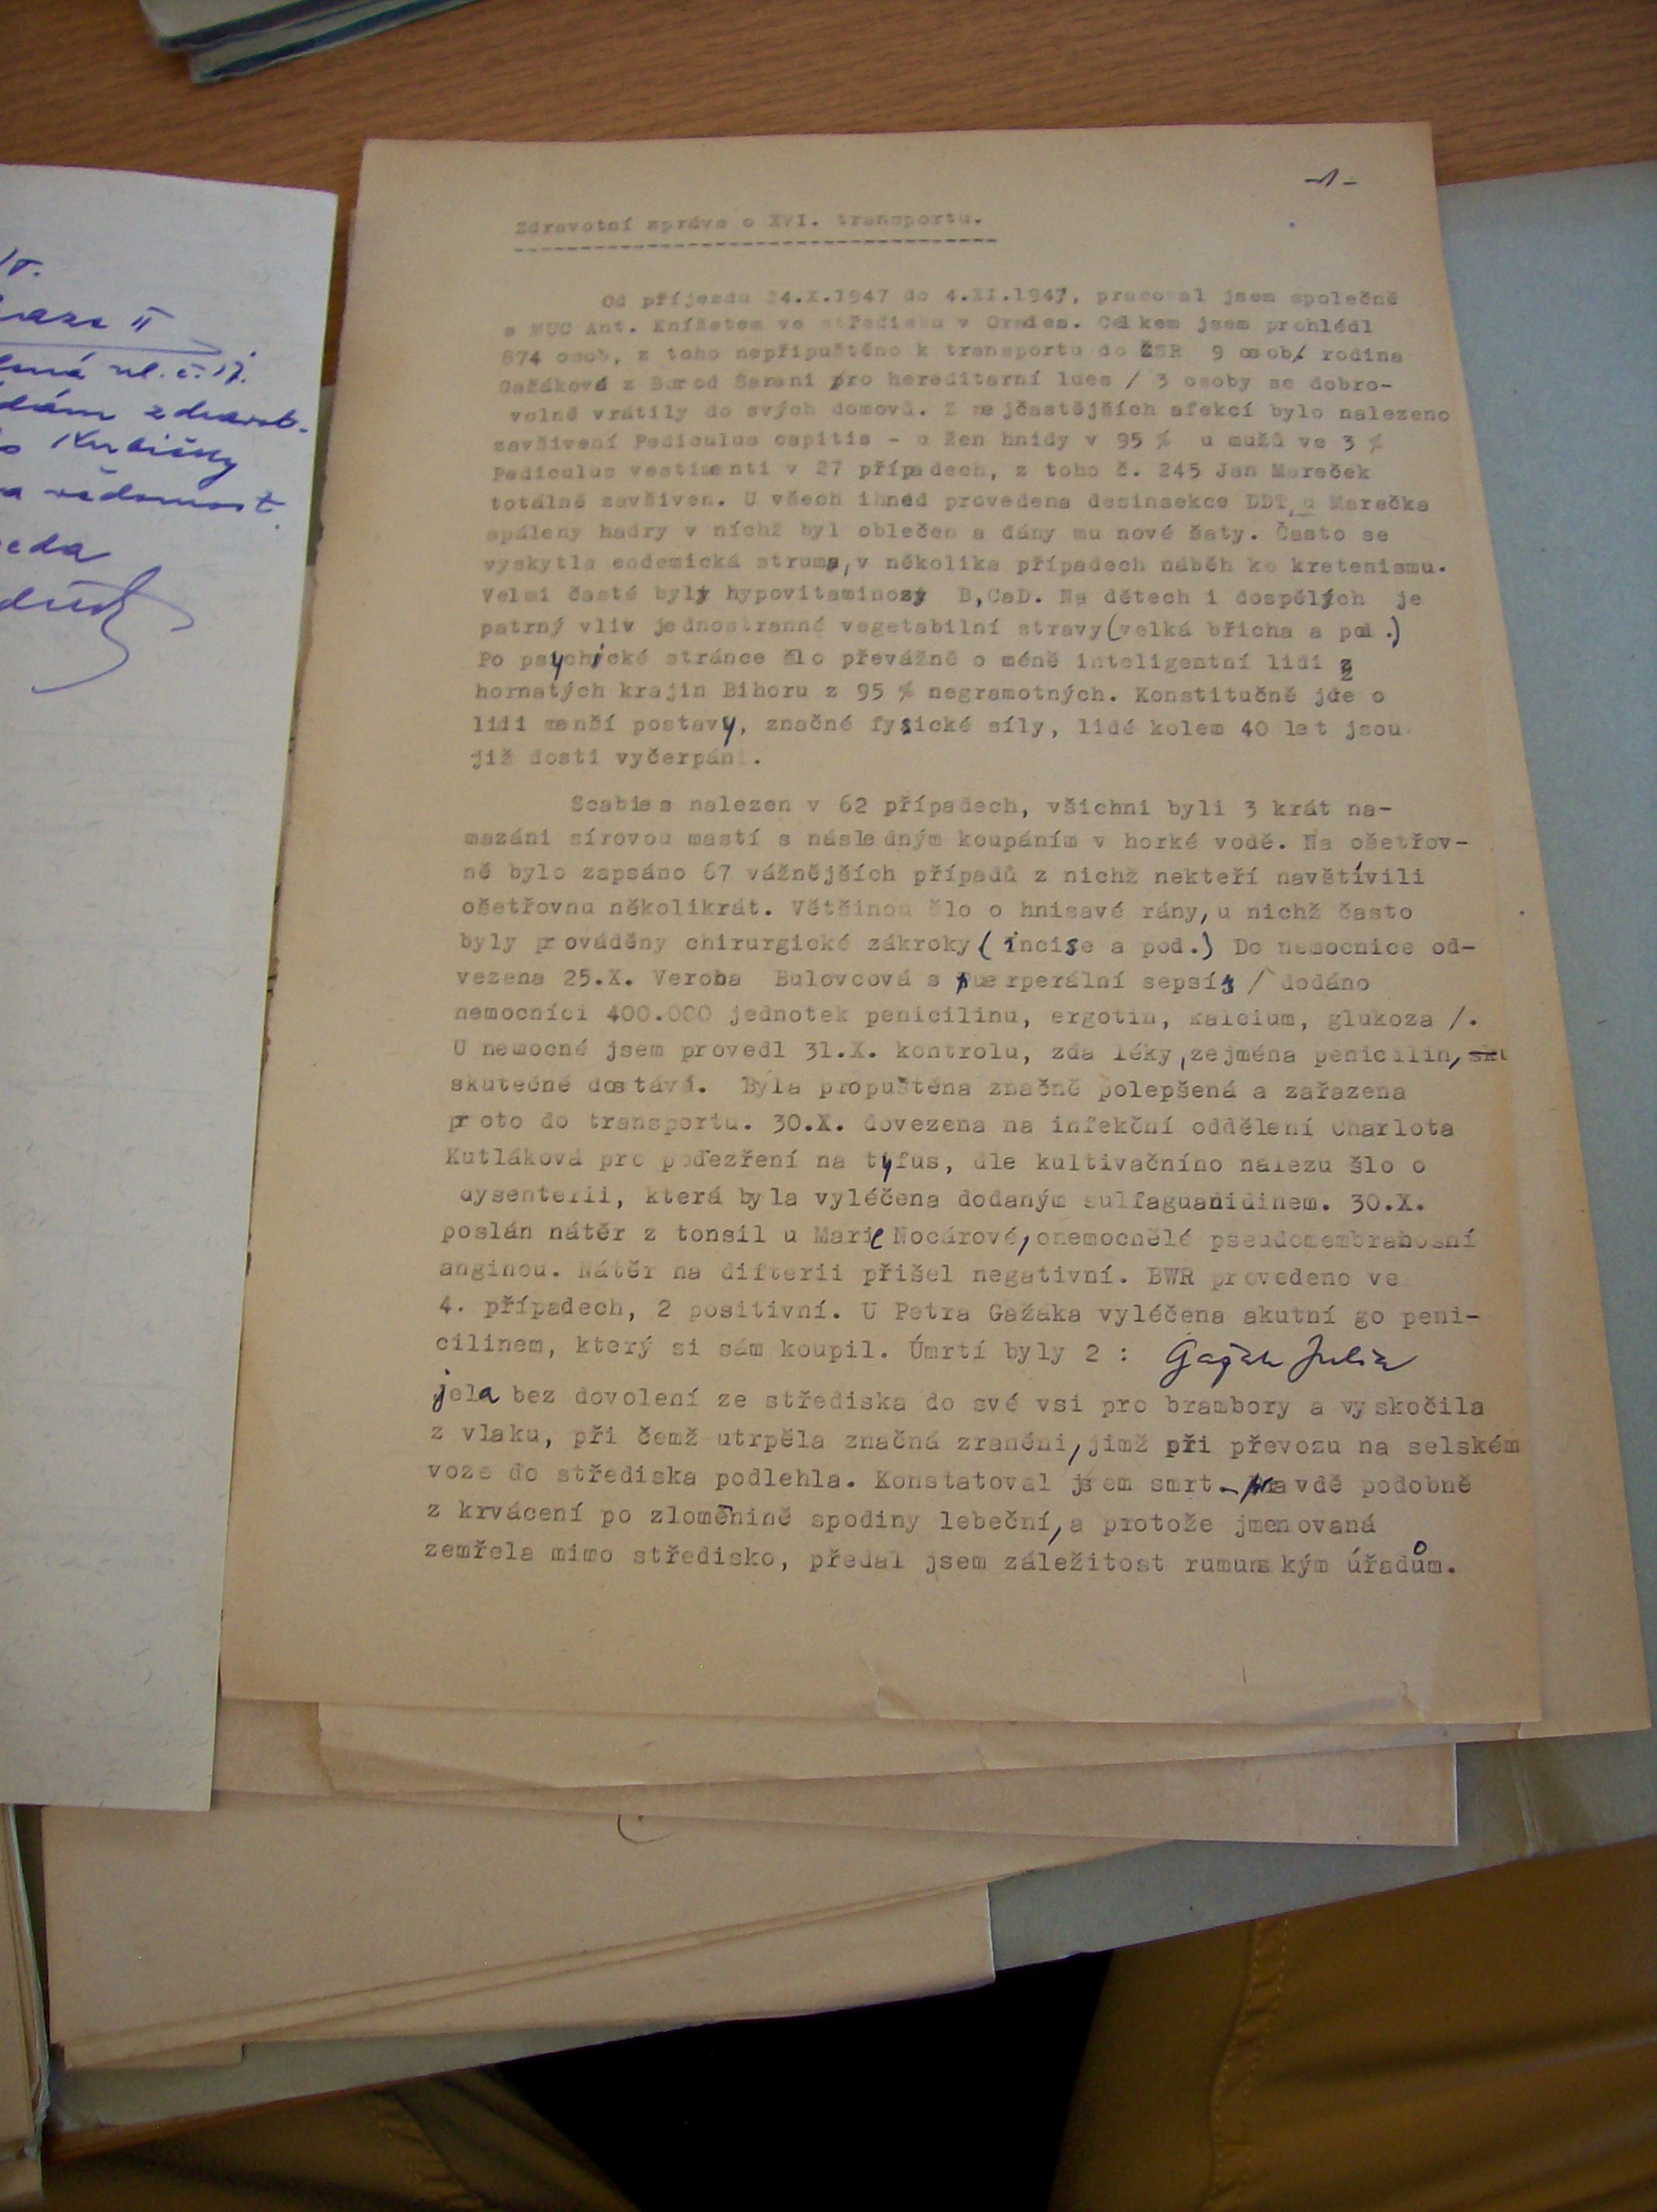 -1-
Zdravotní zpráva o XVI. transportu.
Od příjezdu 24.X.1947 do 4.XI.1947, pracoval jsem společně
s MUC Ant. Knížetem ve středisku v Oradea. Celkem jsem prohlédl
874 osob, z toho nepřipuštěno k transportu do ČSR 9 osob/ rodina
Gažáková z Borod Šarani pro hereditarní lues / 3 osoby se dobro-
volně vrátily do svých domovů. Z nejčastějších afekcí bylo nalezeno
zavšivení Pediculus capitis - u žen hnidy v 95 % u mužů ve 3 %
Pediculus vestimenti v 27 případech, z toho č. 245 Jan Mareček
totálně zavšiven. U všech ihned provedena desinsekce DDT, u Marečka
spáleny hadry v níchž byl oblečen a dány mu nové šaty. Často se
vyskytla endemická struma, v několika případech náběh ke kretenismu.
Velmi časté byly hypovitaminosy B,CaD. Na dětech i dospělých je
patrný vliv jednostranné vegetabilní stravy (velká břicha a pod.)
Po psychické stránce šlo převážně o méně inteligentní lidi z
hornatých krajin Bihoru z 95 % negramotných. Konstitučně jde o
lidi menší postavy, značné fysické síly, lidé kolem 40 let jsou
již dosti vyčerpáni.
Scabies nalezen v 62 případech, všichni byli 3 krát na-
mazáni sírovou mastí s následným koupáním v horké vodě. Na ošetřov-
ně bylo zapsáno 67 vážnějších případů z nichž nekteří navštívili
ošetřovnu několikrát. Většinou šlo o hnisavé rány, u nichž často
byly prováděny chirurgické zákroky ( incise a pod.) Do nemocnice od-
vezena 25.X. Verona Bulovcová s puerperální sepsí / dodáno
nemocníci 400.000 jednotek penicilinu, ergotin, kalcium, glukoza /.
U nemocné jsem provedl 31.X. kontrolu, zda léky, zejména penicilin, sku
skutečné dostává. Byla propuštěna značně polepšená a zařazena
proto do transportu. 30.X. dovezena na infekční oddělení Charlota
Kutláková pro podezření na tyfus, dle kultivačního nálezu šlo o
dysenterii, která byla vyléčena dodaným sulfaguanidinem. 30.X.
poslán nátěr z tonsil u Marie Nocárové, onemocnělé pseudomembranosní
anginou. Nátěr na difterii přišel negativní. BWR provedeno ve
4. případech, 2 positivní. U Petra Gažáka vyléčena akutní go peni-
cilinem, který si sám koupil. Úmrtí byly 2 : Gažák Julia
jela bez dovolení ze střediska do své vsi pro brambory a vyskočila
z vlaku, při čemž utrpěla značná zranění, jimž při převozu na selském
voze do střediska podlehla. Konstatoval jsem smrt - pravdě podobně
z krvácení po zloměnině spodiny lebeční, a protože jmenovaná
zemřela mimo středisko, předal jsem záležitost rumunským úřadům.